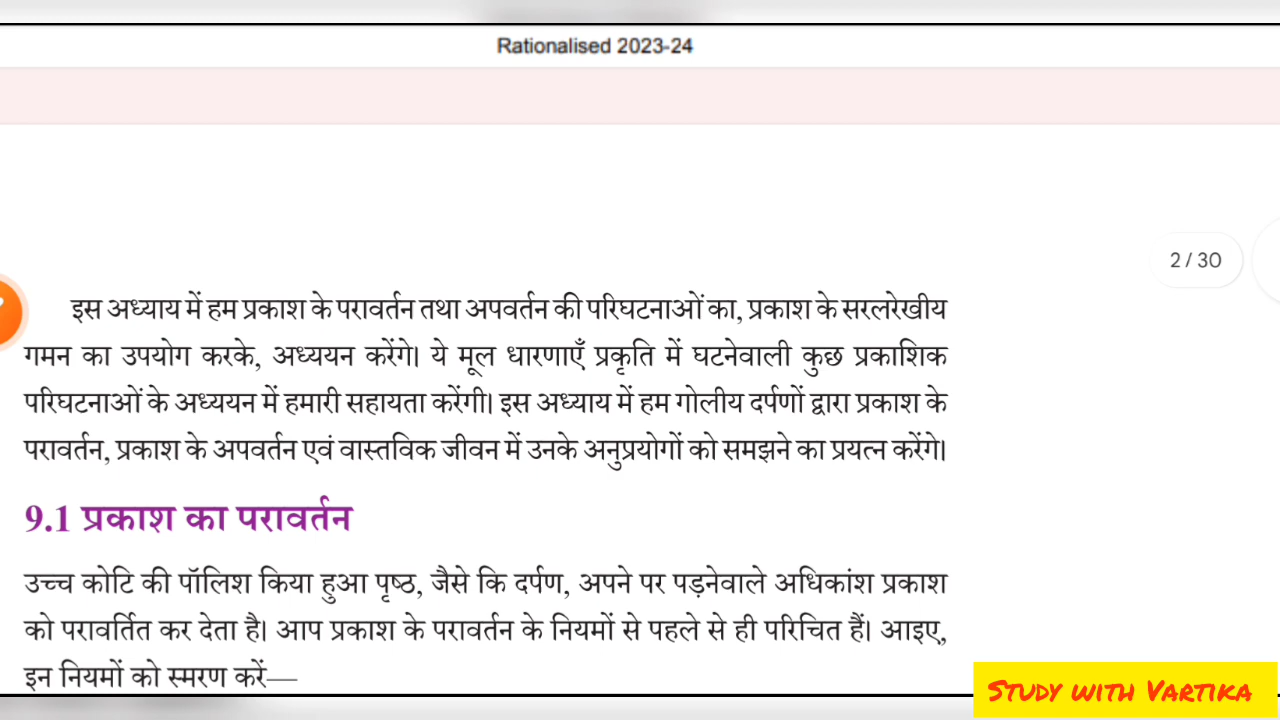 Rationalised 2023-24
2 / 30
इस अध्याय में हम प्रकाश के परावर्तन तथा अपवर्तन की परिघटनाओं का, प्रकाश के सरलरेखीय
गमन का उपयोग करके, अध्ययन करेंगे। ये मूल धारणाएँ प्रकृति में घटनेवाली कुछ प्रकाशिक
परिघटनाओं के अध्ययन में हमारी सहायता करेंगी। इस अध्याय में हम गोलीय दर्पणों द्वारा प्रकाश के
परावर्तन, प्रकाश के अपवर्तन एवं वास्तविक जीवन में उनके अनुप्रयोगों को समझने का प्रयत्न करेंगे।
9.1 प्रकाश का परावर्तन
उच्च कोटि की पॉलिश किया हुआ पृष्ठ, जैसे कि दर्पण, अपने पर पड़नेवाले अधिकांश प्रकाश
को परावर्तित कर देता है। आप प्रकाश के परावर्तन के नियमों से पहले से ही परिचित हैं। आइए,
इन नियमों को स्मरण करें—
STUDY WITH VARTIKA